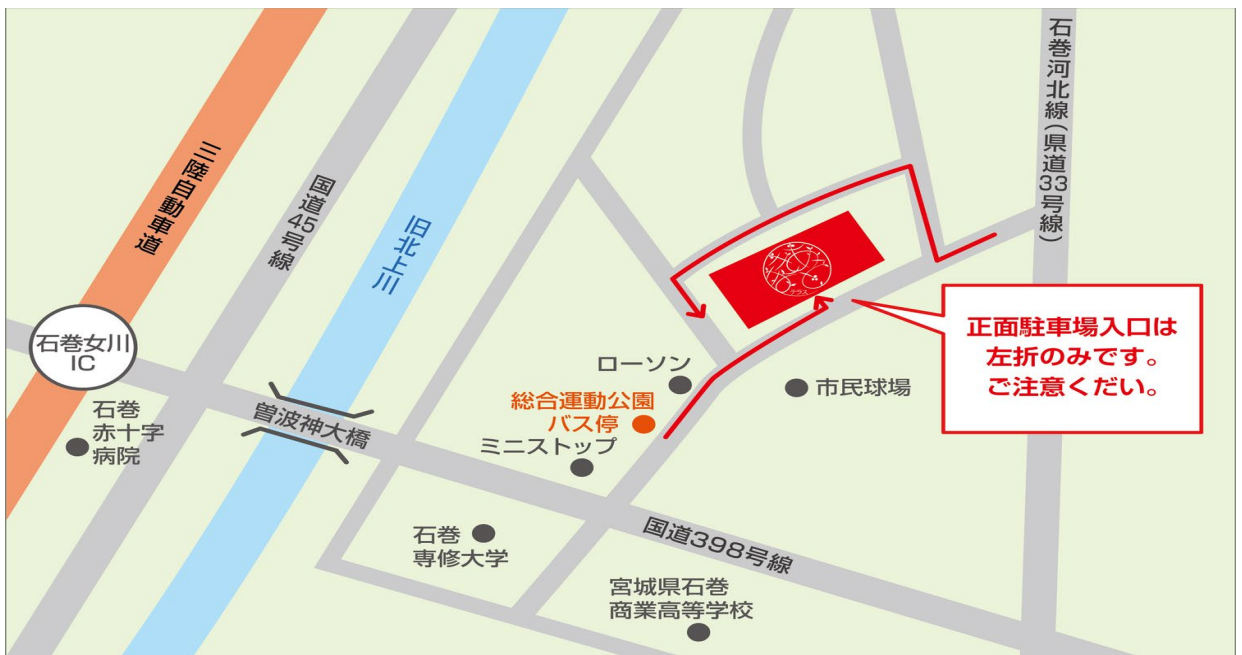 三陸自動車道
国道45号線
旧北上川
石巻河北線(県道33号線)
テラス
正面駐車場入口は
左折のみです。
ご注意くだい。
石巻女川
IC
石巻
赤十字
病院
曽波神大橋
ローソン
総合運動公園
バス停
ミニストップ
市民球場
石巻
専修大学
国道398号線
宮城県石巻
商業高等学校